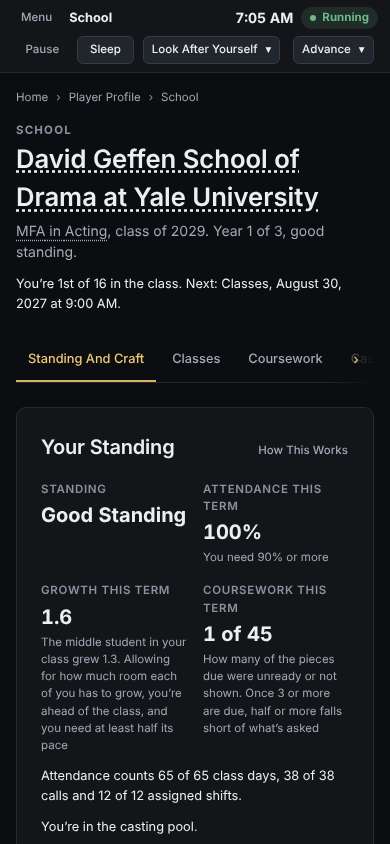 Menu School 7:05 AM Running
Pause Sleep Look After Yourself ▾ Advance ▾
Home › Player Profile › School
SCHOOL
David Geffen School of
Drama at Yale University
MFA in Acting, class of 2029. Year 1 of 3, good
standing.
You're 1st of 16 in the class. Next: Classes, August 30,
2027 at 9:00 AM.
Standing And Craft Classes Coursework
Your Standing How This Works
STANDING
Good Standing
ATTENDANCE THIS
TERM
100%
You need 90% or more
GROWTH THIS TERM
1.6
The middle student in your
class grew 1.3. Allowing
for how much room each
of you has to grow, you're
ahead of the class, and
you need at least half its
pace
COURSEWORK THIS
TERM
1 of 45
How many of the pieces
due were unready or not
shown. Once 3 or more
are due, half or more falls
short of what's asked
Attendance counts 65 of 65 class days, 38 of 38
calls and 12 of 12 assigned shifts.
You're in the casting pool.